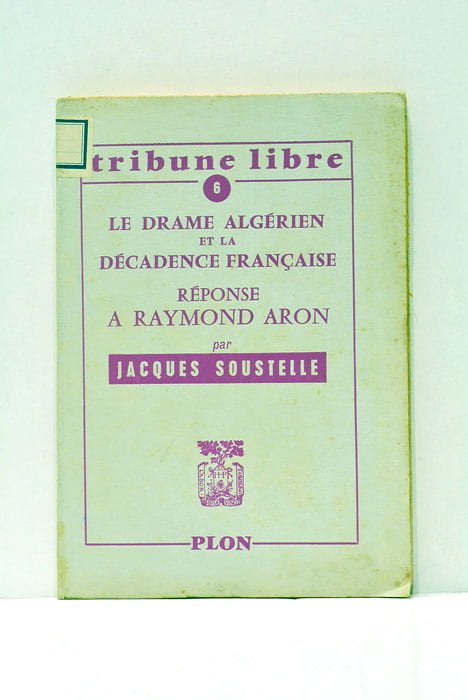 tribune libre
6
LE DRAME ALGÉRIEN
ET LA
DÉCADENCE FRANÇAISE
RÉPONSE
A RAYMOND ARON
par
JACQUES SOUSTELLE
PLON